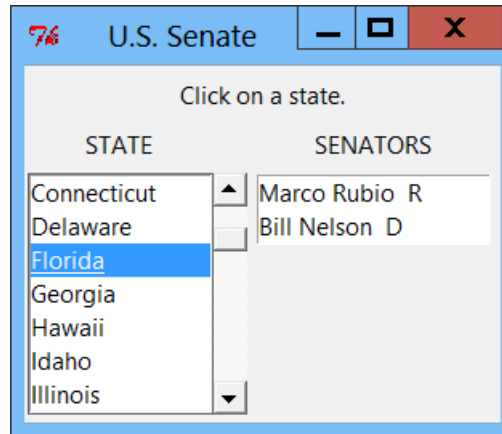 U.S. Senate
Click on a state.
STATE
SENATORS
Connecticut
Delaware
Florida
Georgia
Hawaii
Idaho
Illinois
Marco Rubio R
Bill Nelson D